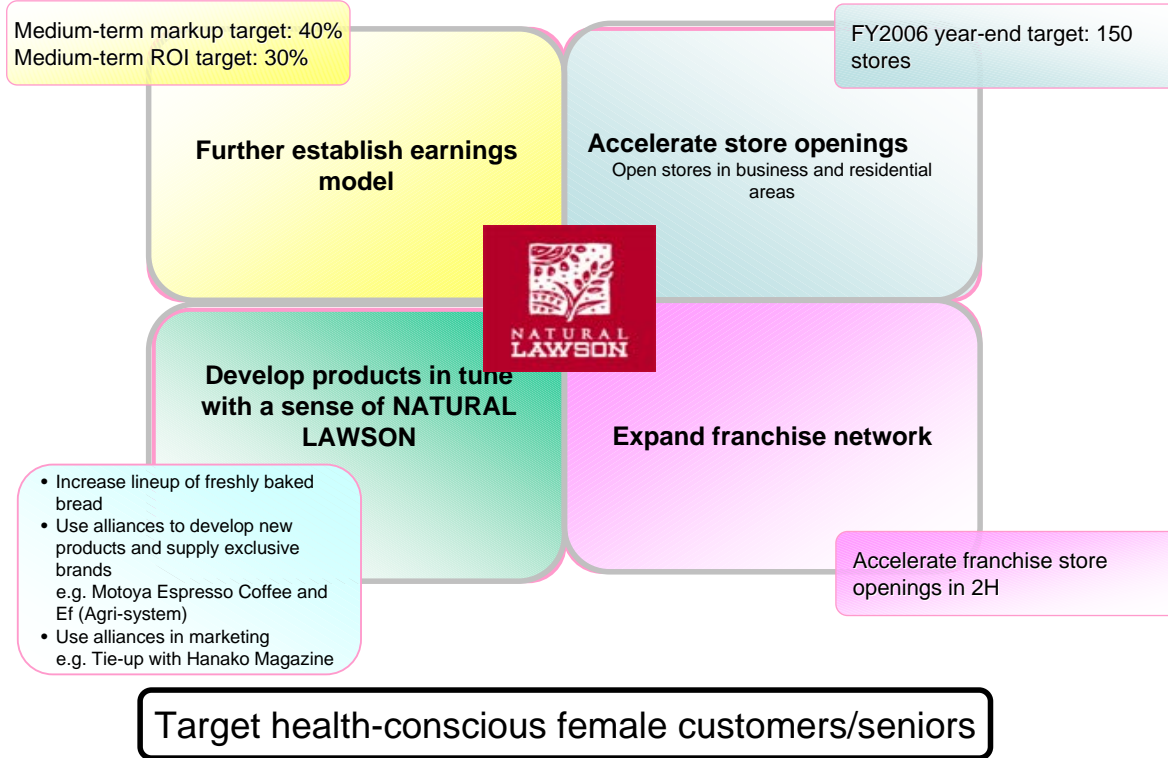 Medium-term markup target: 40%
Medium-term ROI target: 30%
FY2006 year-end target: 150
stores
Further establish earnings
model
Accelerate store openings
Open stores in business and residential
areas
NATURAL
LAWSON
Develop products in tune
with a sense of NATURAL
LAWSON
Expand franchise network
• Increase lineup of freshly baked
bread
• Use alliances to develop new
products and supply exclusive
brands
e.g. Motoya Espresso Coffee and
Ef (Agri-system)
• Use alliances in marketing
e.g. Tie-up with Hanako Magazine
Accelerate franchise store
openings in 2H
Target health-conscious female customers/seniors